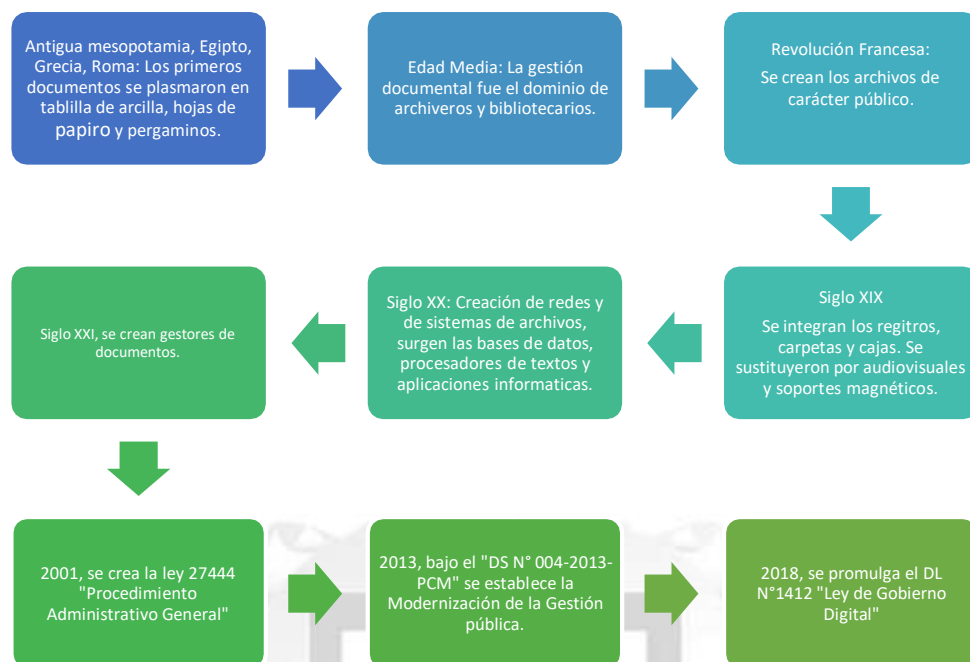 Antigua mesopotamia, Egipto,
Grecia, Roma: Los primeros
documentos se plasmaron en
tablilla de arcilla, hojas de
papiro y pergaminos.
Edad Media: La gestión
documental fue el dominio de
archiveros y bibliotecarios.
Revolución Francesa:
Se crean los archivos de
carácter público.
Siglo XIX
Se integran los regitros,
carpetas y cajas. Se
sustituyeron por audiovisuales
y soportes magnéticos.
Siglo XX: Creación de redes y
de sistemas de archivos,
surgen las bases de datos,
procesadores de textos y
aplicaciones informaticas.
Siglo XXI, se crean gestores de
documentos.
2001, se crea la ley 27444
"Procedimiento
Administrativo General"
2013, bajo el "DS N° 004-2013-
PCM" se establece la
Modernización de la Gestión
pública.
2018, se promulga el DL
N°1412 "Ley de Gobierno
Digital"